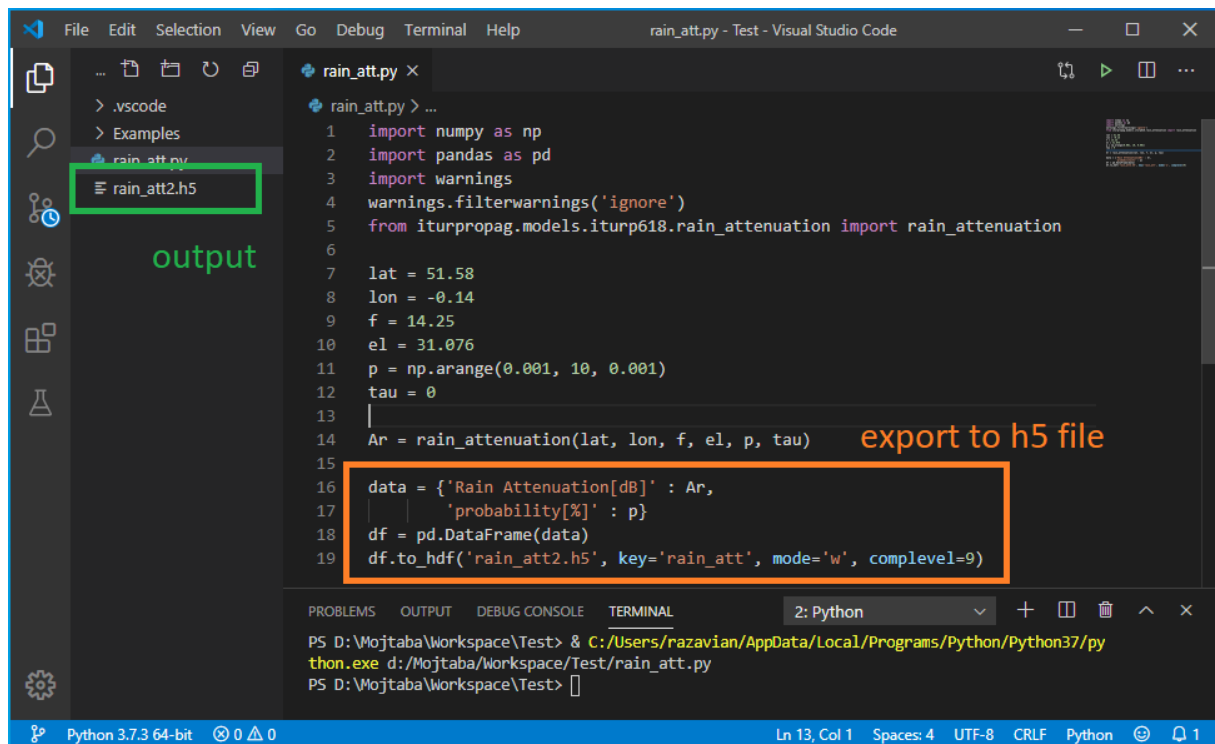 File Edit Selection View Go Debug Terminal Help rain_att.py - Test - Visual Studio Code
rain_att.py
.vscode
Examples
rain_att.py
rain_att2.h5
output
rain_att.py > ...
1 import numpy as np
2 import pandas as pd
3 import warnings
4 warnings.filterwarnings('ignore')
5 from iturpropag.models.iturp618.rain_attenuation import rain_attenuation
6
7 lat = 51.58
8 lon = -0.14
9 f = 14.25
10 el = 31.076
11 p = np.arange(0.001, 10, 0.001)
12 tau = 0
13
14 Ar = rain_attenuation(lat, lon, f, el, p, tau)
export to h5 file
15
16 data = {'Rain Attenuation[dB]' : Ar,
17 'probability[%]' : p}
18 df = pd.DataFrame(data)
19 df.to_hdf('rain_att2.h5', key='rain_att', mode='w', complevel=9)
PROBLEMS OUTPUT DEBUG CONSOLE TERMINAL 2: Python
PS D:\Mojtaba\Workspace\Test> & C:/Users/razavian/AppData/Local/Programs/Python/Python37/py
thon.exe d:/Mojtaba/Workspace/Test/rain_att.py
PS D:\Mojtaba\Workspace\Test>
Python 3.7.3 64-bit 0 0 Ln 13, Col 1 Spaces: 4 UTF-8 CRLF Python 1